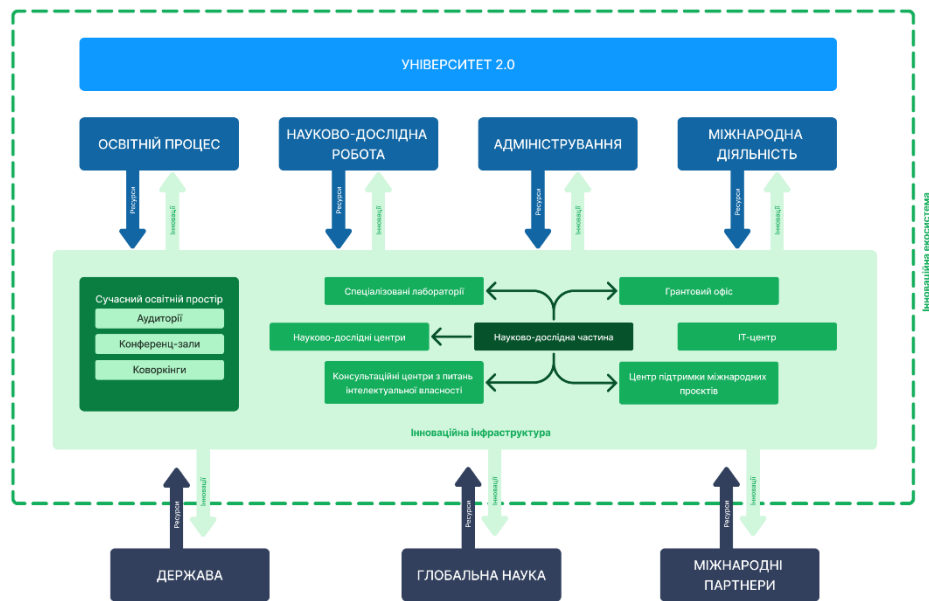 УНІВЕРСИТЕТ 2.0
ОСВІТНІЙ ПРОЦЕС
НАУКОВО-ДОСЛІДНА
РОБОТА
АДМІНІСТРУВАННЯ
МІЖНАРОДНА
ДІЯЛЬНІСТЬ
Ресурси
Інновації
Ресурси
Інновації
Ресурси
Інновації
Ресурси
Інновації
Інноваційна екосистема
Сучасний освітній простір
Аудиторії
Конференц-зали
Коворкінги
Спеціалізовані лабораторії
Грантовий офіс
Науково-дослідні центри
Науково-дослідна частина
ІТ-центр
Консультаційні центри з питань
інтелектуальної власності
Центр підтримки міжнародних
проєктів
Інноваційна інфраструктура
Ресурси
Інновації
Ресурси
Інновації
Ресурси
Інновації
ДЕРЖАВА
ГЛОБАЛЬНА НАУКА
МІЖНАРОДНІ
ПАРТНЕРИ